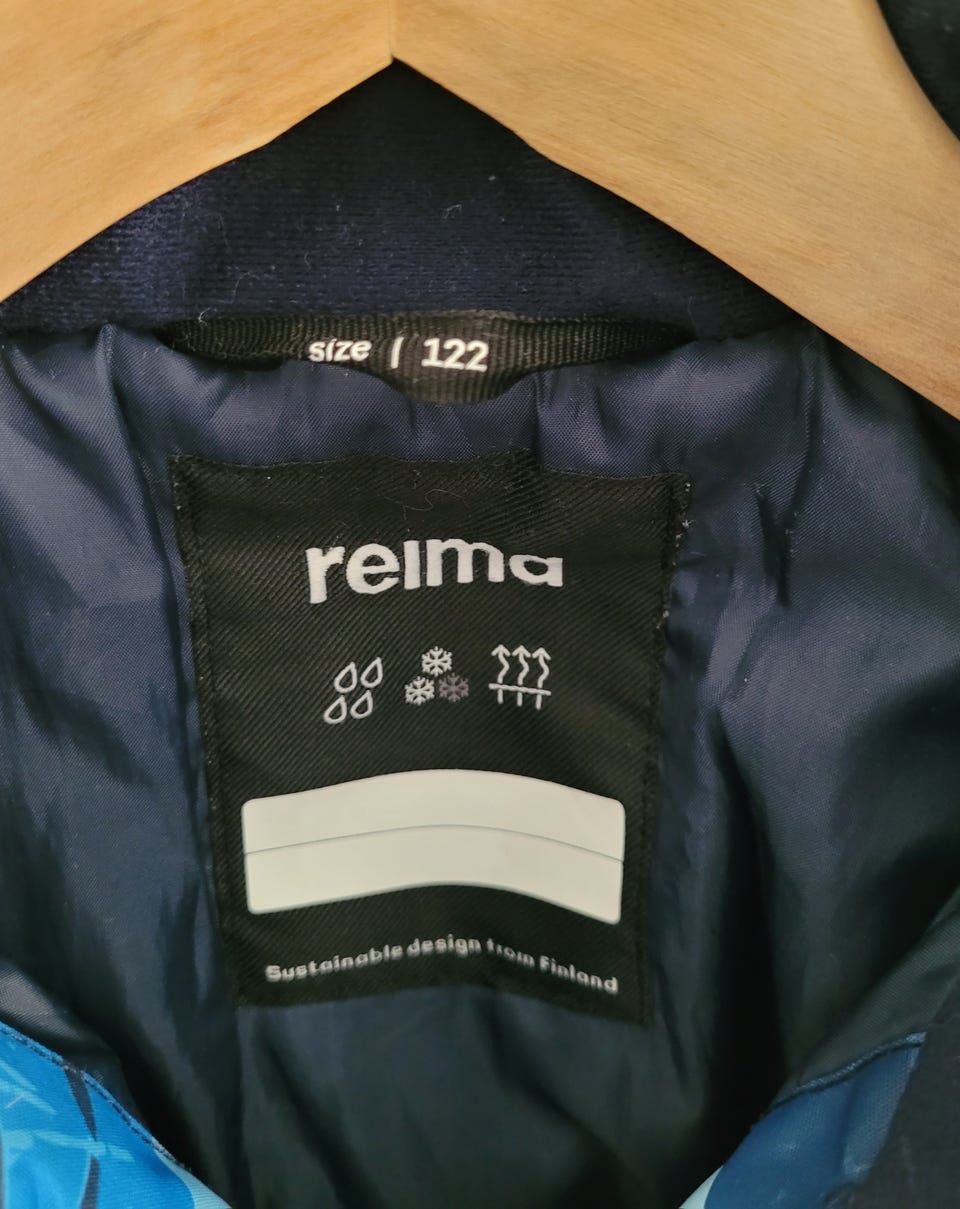 size | 122
reima
Sustainable design from Finland